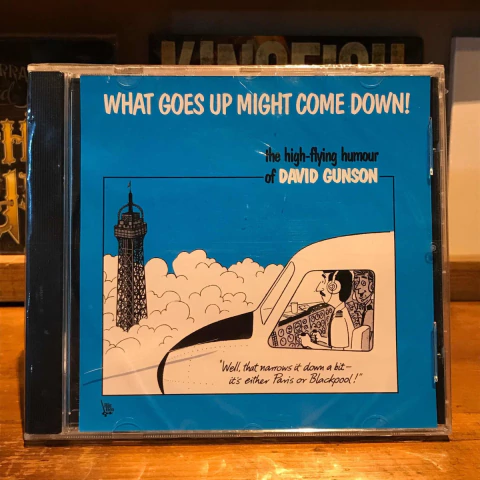 KINGFISH
WHAT GOES UP MIGHT COME DOWN!
the high-flying humour
of DAVID GUNSON
"Well, that narrows it down a bit–
it's either Paris or Blackpool!"